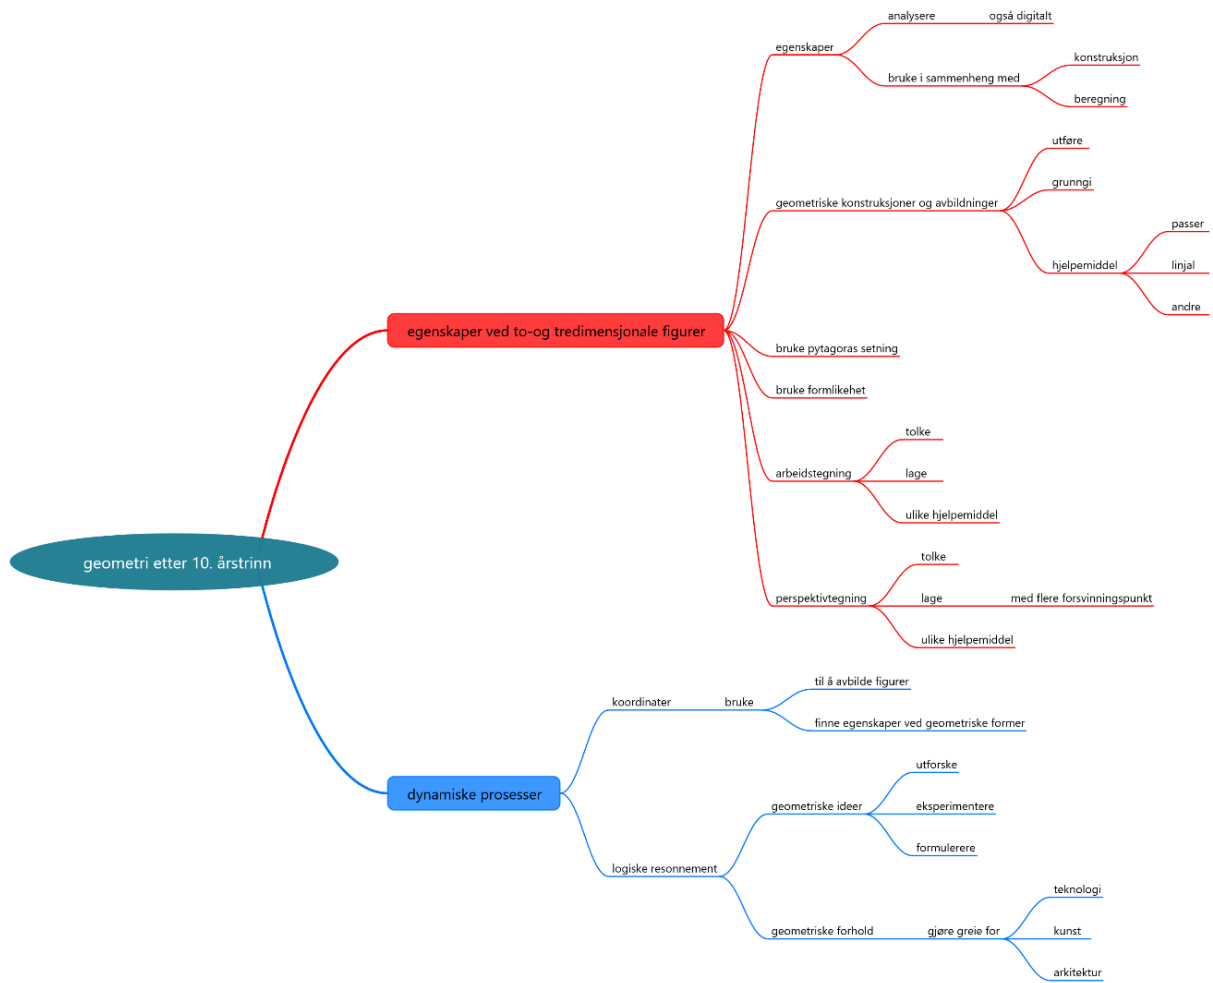 geometri etter 10. årstrinn
egenskaper ved to-og tredimensjonale figurer
egenskaper
analysere
også digitalt
bruke i sammenheng med
konstruksjon
beregning
geometriske konstruksjoner og avbildninger
utføre
grunngi
hjelpemiddel
passer
linjal
andre
bruke pytagoras setning
bruke formlikehet
arbeidstegning
tolke
lage
ulike hjelpemiddel
perspektivtegning
tolke
lage
med flere forsvinningspunkt
ulike hjelpemiddel
dynamiske prosesser
koordinater
bruke
til å avbilde figurer
finne egenskaper ved geometriske former
logiske resonnement
geometriske ideer
utforske
eksperimentere
formulerere
geometriske forhold
gjøre greie for
teknologi
kunst
arkitektur